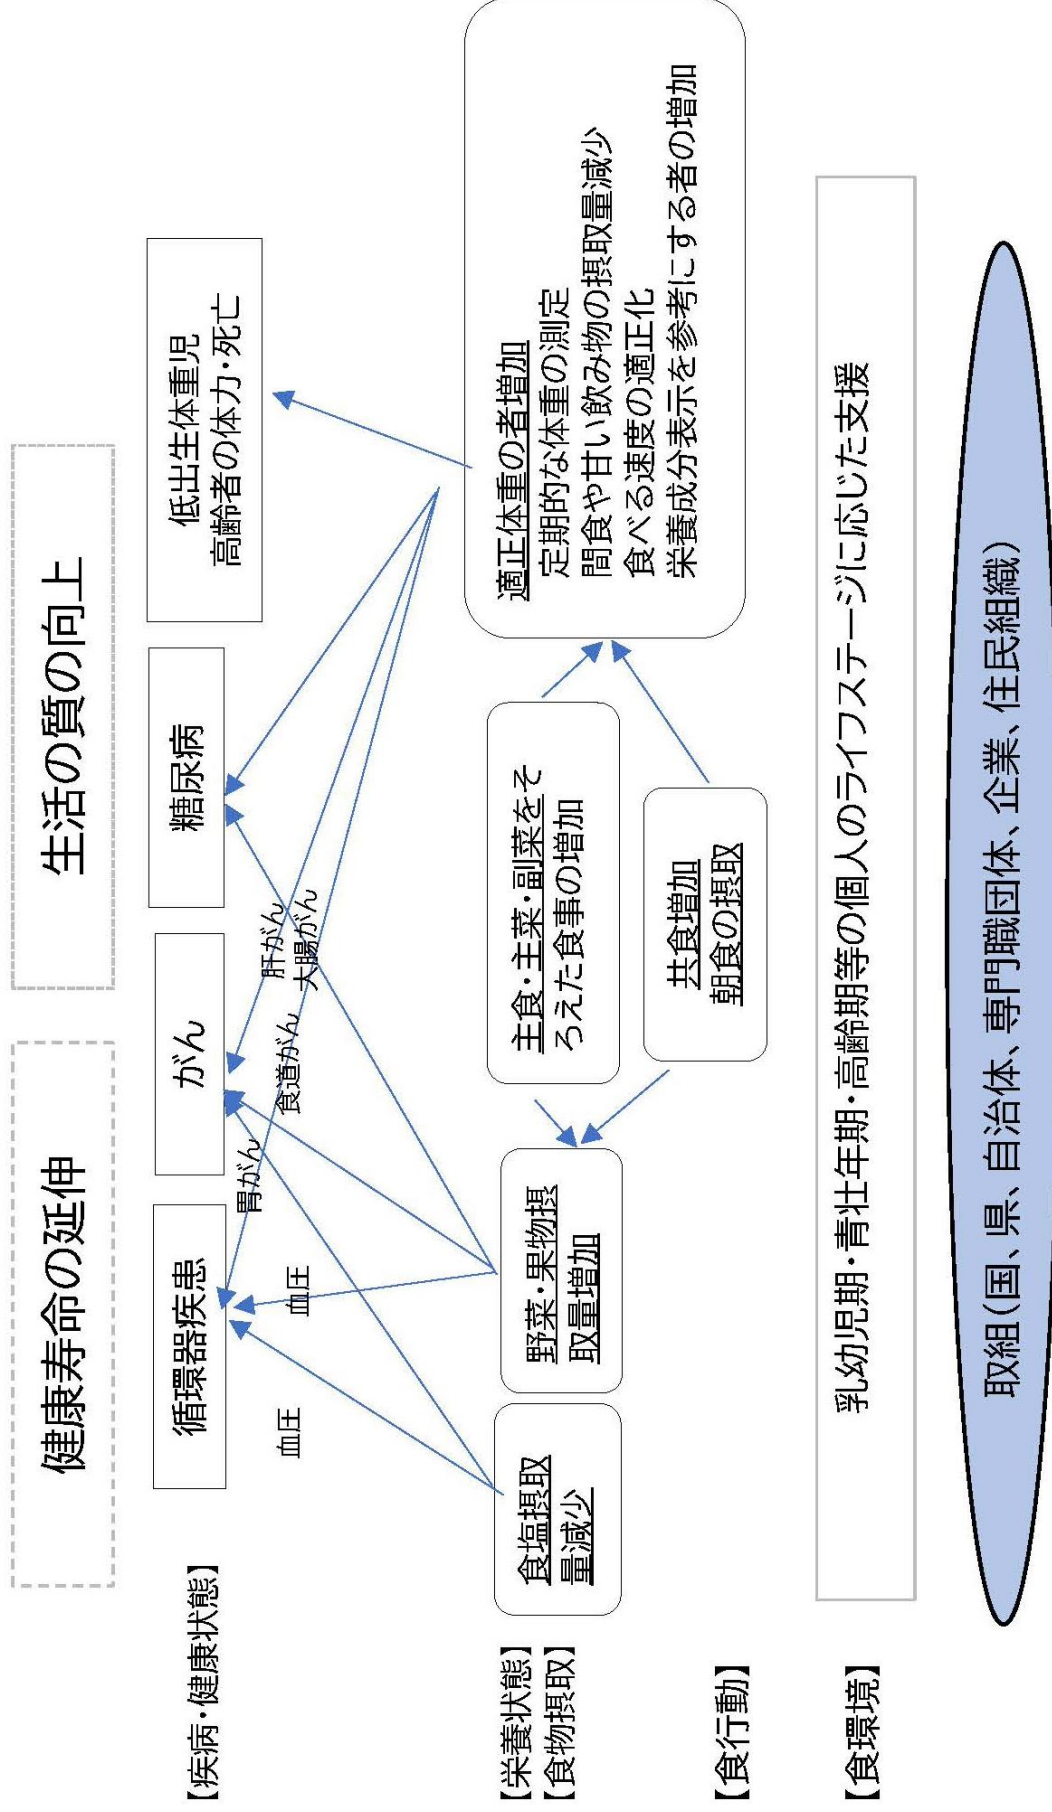 健康寿命の延伸
生活の質の向上
【疾病・健康状態】
循環器疾患
がん
糖尿病
低出生体重児
高齢者の体力・死亡
血圧
血圧
胃がん
食道がん
肝がん
大腸がん
【栄養状態】
【食物摂取】
食塩摂取
量減少
野菜・果物摂
取量増加
主食・主菜・副菜をそ
ろえた食事の増加
適正体重の者増加
定期的な体重の測定
間食や甘い飲み物の摂取量減少
食べる速度の適正化
栄養成分表示を参考にする者の増加
【食行動】
共食増加
朝食の摂取
【食環境】
乳幼児期・青壮年期・高齢期等の個人のライフステージに応じた支援
取組(国、県、自治体、専門職団体、企業、住民組織)